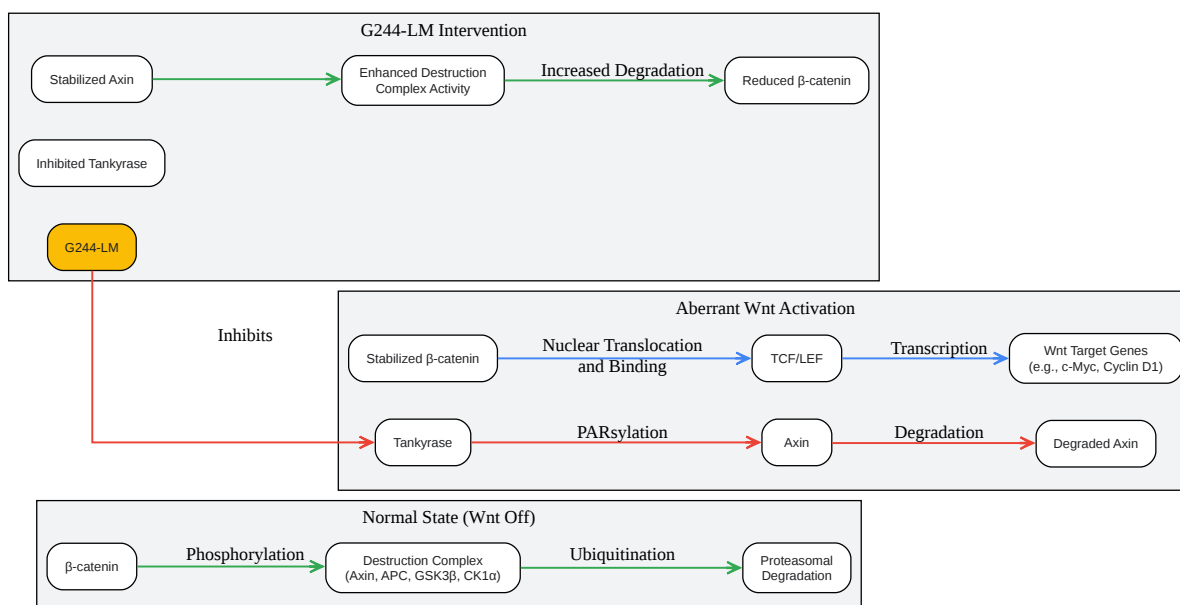 G244-LM Intervention
Stabilized Axin
Enhanced Destruction
Complex Activity
Increased Degradation
Reduced β-catenin
Inhibited Tankyrase
G244-LM
Inhibits
Aberrant Wnt Activation
Stabilized β-catenin
Nuclear Translocation
and Binding
TCF/LEF
Transcription
Wnt Target Genes
(e.g., c-Myc, Cyclin D1)
Tankyrase
PARsylation
Axin
Degradation
Degraded Axin
Normal State (Wnt Off)
β-catenin
Phosphorylation
Destruction Complex
(Axin, APC, GSK3β, CK1α)
Ubiquitination
Proteasomal
Degradation